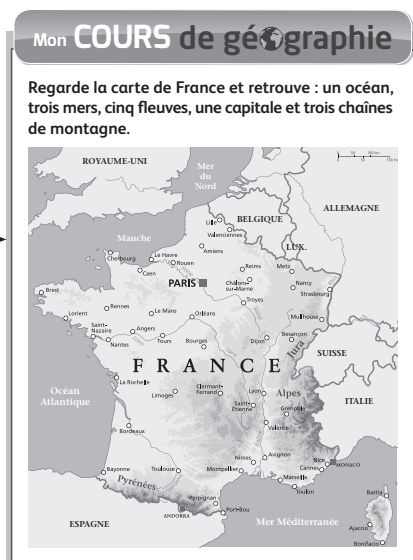 Mon COURS de géographie
Regarde la carte de France et retrouve : un océan,
trois mers, cinq fleuves, une capitale et trois chaînes
de montagne.
ROYAUME-UNI
Mer
du
Nord
BELGIQUE
ALLEMAGNE
Lille
Valenciennes
Manche
LUX.
Amiens
Cherbourg
Le Havre
Rouen
Caen
Reims
Metz
PARIS
Châlons-
sur-Marne
Nancy
Strasbourg
Brest
Troyes
Rennes
Le Mans
Orléans
Lorient
Mulhouse
Saint-
Nazaire
Angers
Besançon
Nantes
Tours
Bourges
Dijon
Jura
SUISSE
FRANCE
La Rochelle
Océan
Atlantique
Limoges
Clermont-
Ferrand
Lyon
Alpes
ITALIE
Saint-
Etienne
Grenoble
Bordeaux
Valence
Nîmes
Avignon
Nice
MONACO
Bayonne
Toulouse
Montpellier
Cannes
Marseille
Toulon
Pyrénées
Perpignan
Bastia
ANDORRA
Port-Bou
ESPAGNE
Mer Méditerranée
Ajaccio
Bonifacio